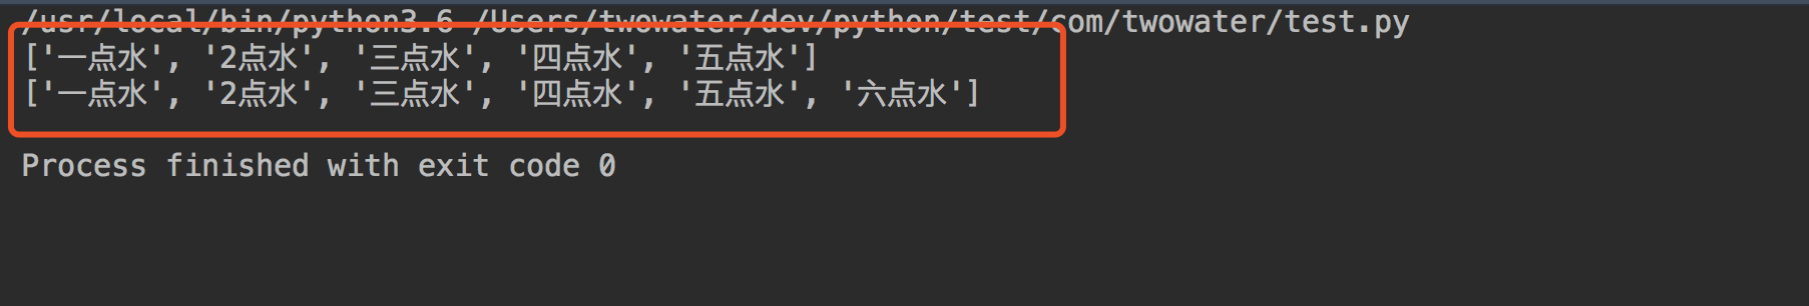 /usr/local/bin/python3.6 /Users/twowater/dev/python/test/com/twowater/test.py
['一点水', '2点水', '三点水', '四点水', '五点水']
['一点水', '2点水', '三点水', '四点水', '五点水', '六点水']
Process finished with exit code 0